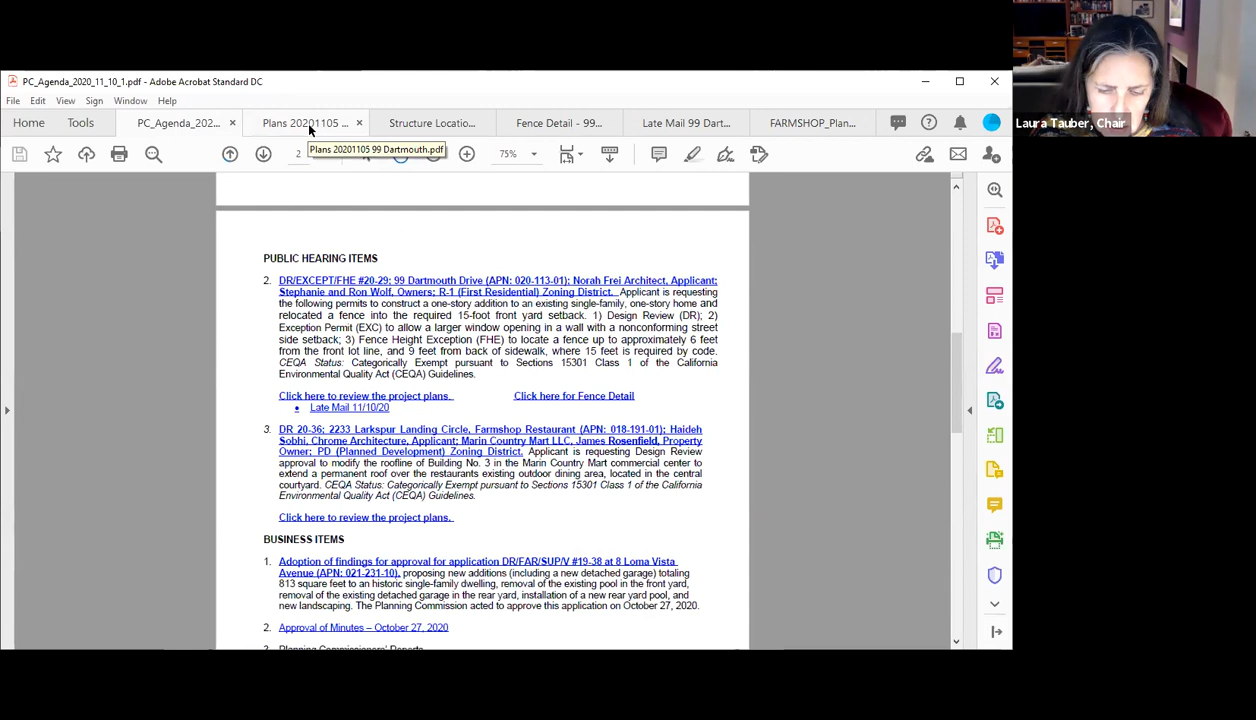 PC_Agenda_2020_11_10_1.pdf - Adobe Acrobat Standard DC
File Edit View Sign Window Help
Home Tools PC_Agenda_202... × Plans 20201105 ... × Structure Locatio... Fence Detail - 99... Late Mail 99 Dart... FARMSHOP_Plan...
Laura Tauber, Chair
2 75%
Plans 20201105 99 Dartmouth.pdf
PUBLIC HEARING ITEMS
2. DR/EXCEPT/FHE #20-29; 99 Dartmouth Drive (APN: 020-113-01); Norah Frei Architect, Applicant;
Stephanie and Ron Wolf, Owners; R-1 (First Residential) Zoning District. Applicant is requesting
the following permits to construct a one-story addition to an existing single-family, one-story home and
relocated a fence into the required 15-foot front yard setback. 1) Design Review (DR); 2)
Exception Permit (EXC) to allow a larger window opening in a wall with a nonconforming street
side setback; 3) Fence Height Exception (FHE) to locate a fence up to approximately 6 feet
from the front lot line, and 9 feet from back of sidewalk, where 15 feet is required by code.
CEQA Status: Categorically Exempt pursuant to Sections 15301 Class 1 of the California
Environmental Quality Act (CEQA) Guidelines.
Click here to review the project plans. Click here for Fence Detail
• Late Mail 11/10/20
3. DR 20-36; 2233 Larkspur Landing Circle, Farmshop Restaurant (APN: 018-191-01); Haideh
Sobhi, Chrome Architecture, Applicant; Marin Country Mart LLC, James Rosenfield, Property
Owner; PD (Planned Development) Zoning District. Applicant is requesting Design Review
approval to modify the roofline of Building No. 3 in the Marin Country Mart commercial center to
extend a permanent roof over the restaurants existing outdoor dining area, located in the central
courtyard. CEQA Status: Categorically Exempt pursuant to Sections 15301 Class 1 of the California
Environmental Quality Act (CEQA) Guidelines.
Click here to review the project plans.
BUSINESS ITEMS
1. Adoption of findings for approval for application DR/FAR/SUP/V #19-38 at 8 Loma Vista
Avenue (APN: 021-231-10), proposing new additions (including a new detached garage) totaling
813 square feet to an historic single-family dwelling, removal of the existing pool in the front yard,
removal of the existing detached garage in the rear yard, installation of a new rear yard pool, and
new landscaping. The Planning Commission acted to approve this application on October 27, 2020.
2. Approval of Minutes – October 27, 2020
3. Planning Commissioners' Reports